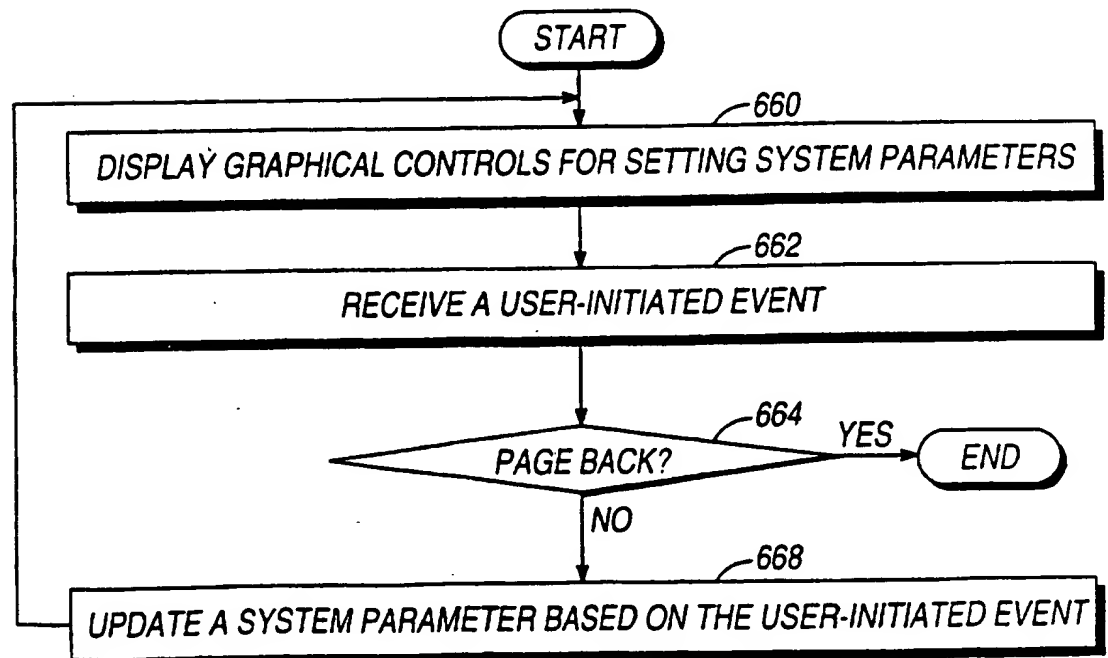 START
660
DISPLAY GRAPHICAL CONTROLS FOR SETTING SYSTEM PARAMETERS
662
RECEIVE A USER-INITIATED EVENT
664
PAGE BACK?
YES
END
NO
668
UPDATE A SYSTEM PARAMETER BASED ON THE USER-INITIATED EVENT